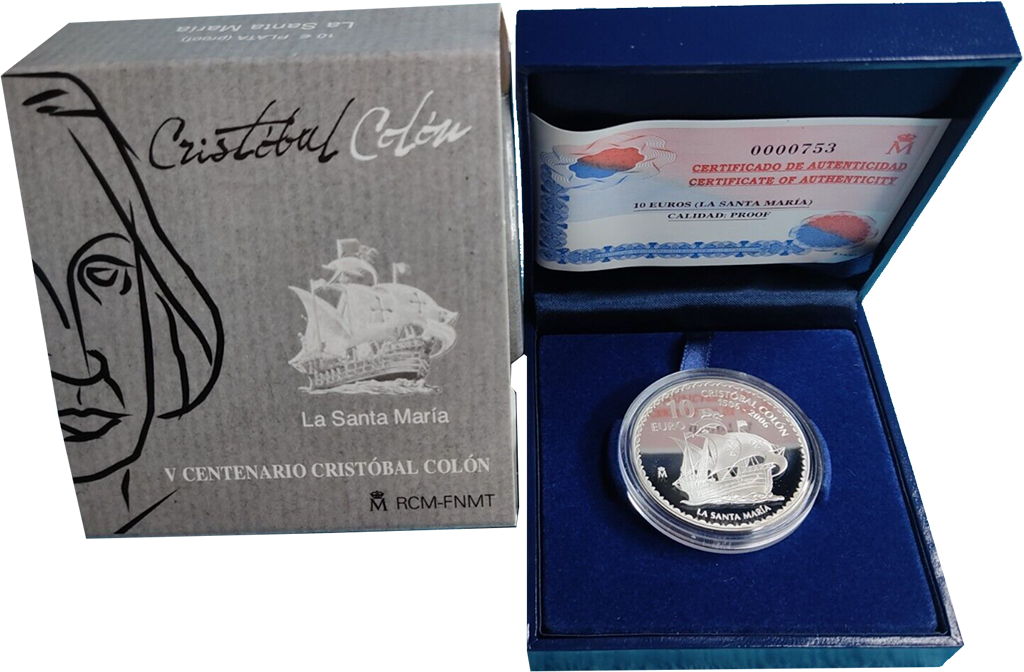 La Santa María
10 € PLATA (proof)
Cristóbal Colón
La Santa María
V CENTENARIO CRISTÓBAL COLÓN
M RCM-FNMT
0000753
M
CERTIFICADO DE AUTENTICIDAD
CERTIFICATE OF AUTHENTICITY
10 EUROS (LA SANTA MARÍA)
CALIDAD: PROOF
CRISTÓBAL COLÓN
1506 - 2006
10
EURO
M
LA SANTA MARÍA